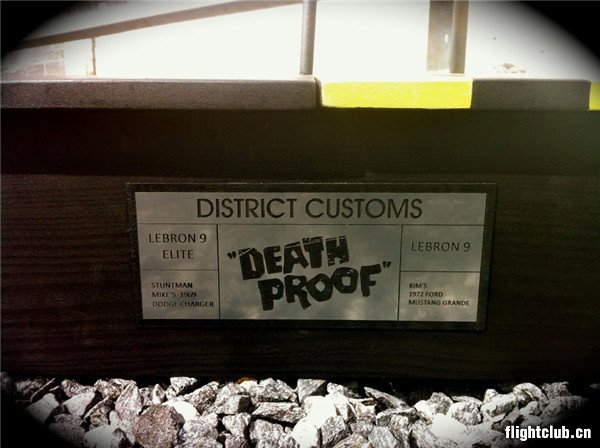 DISTRICT CUSTOMS
LEBRON 9
ELITE
STUNTMAN
MIKE'S 1969
DODGE CHARGER
"DEATH
PROOF"
LEBRON 9
KIM'S
1972 FORD
MUSTANG GRANDE
flightclub.cn